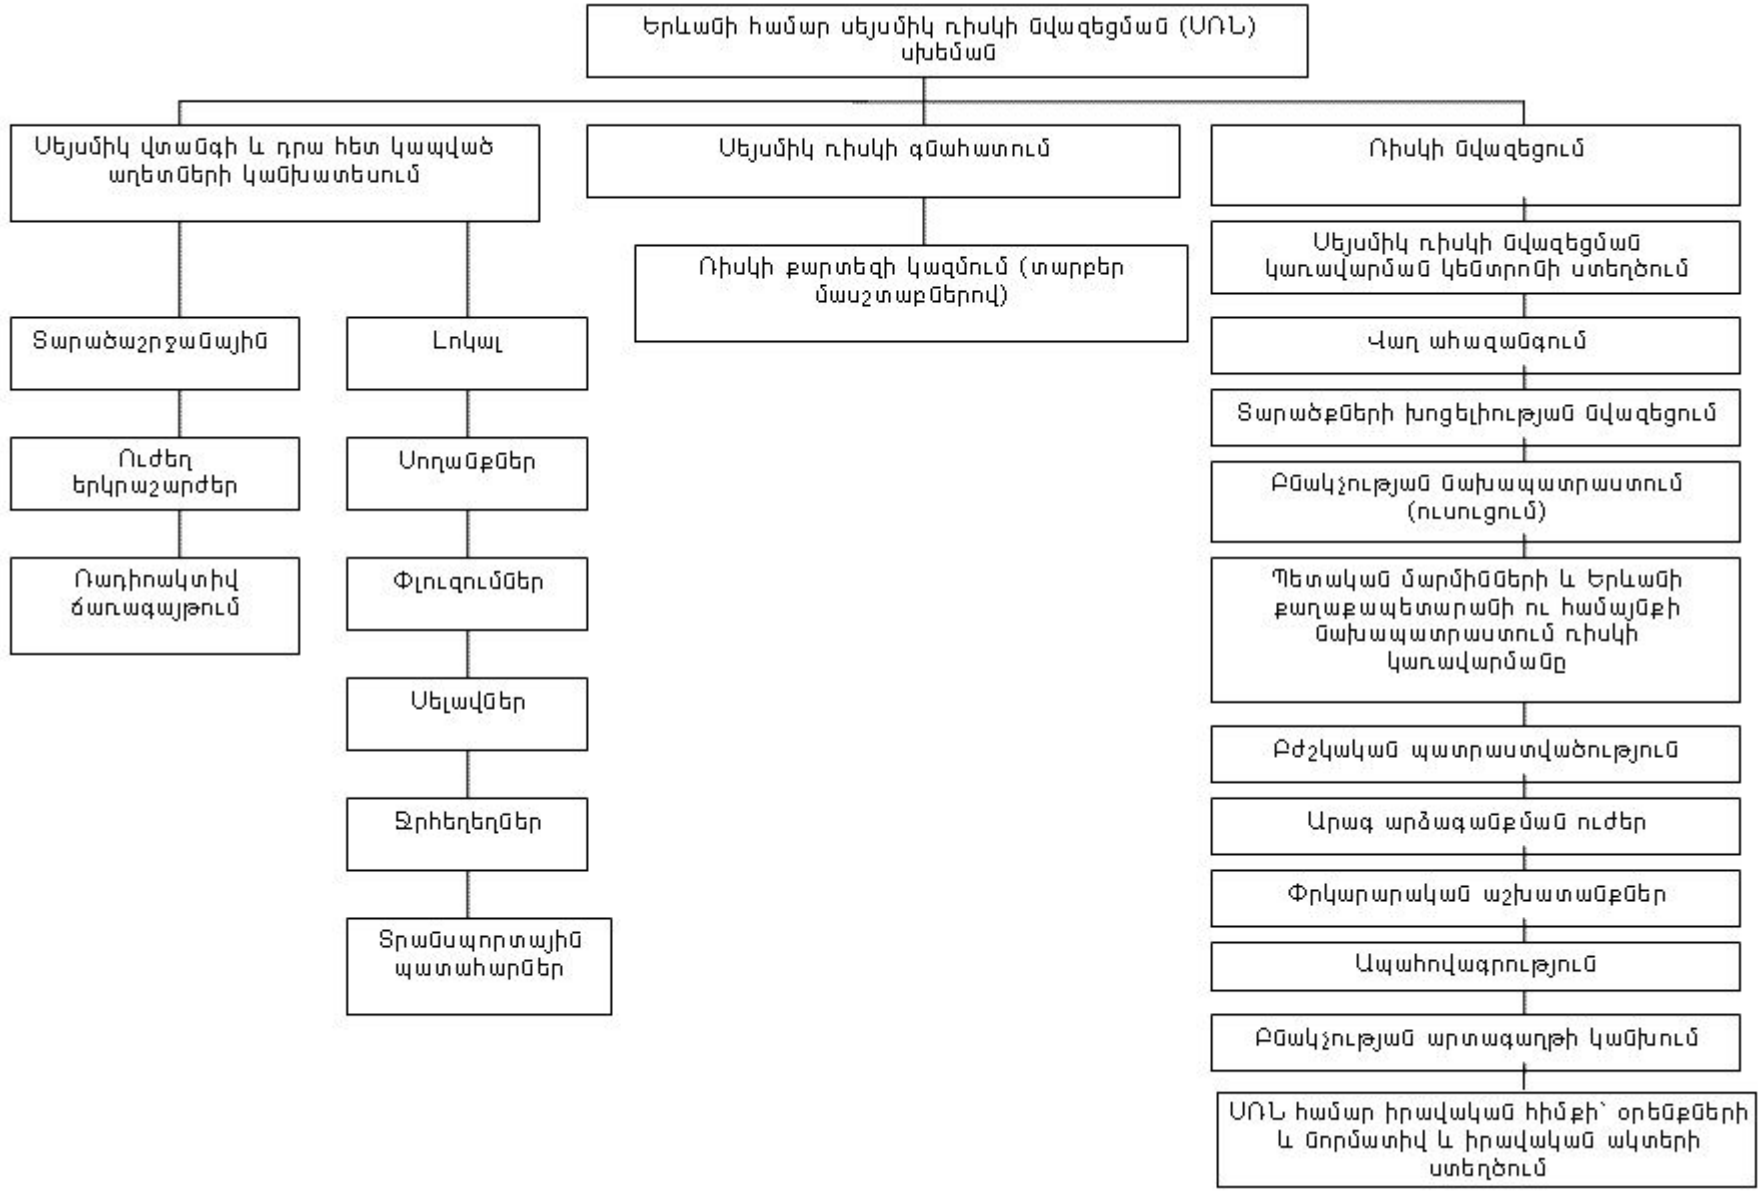 Երևանի համար սեյսմիկ ռիսկի նվազեցման (ՍՌՆ)
սխեման
Սեյսմիկ վտանգի և դրա հետ կապված
աղետների կանխատեսում
Սեյսմիկ ռիսկի գնահատում
Ռիսկի նվազեցում
Տարածաշրջանային
Ուժեղ
երկրաշարժեր
Ռադիոակտիվ
ճառագայթում
Լոկալ
Սողանքներ
Փլուզումներ
Սելավներ
Ջրհեղեղներ
Տրանսպորտային
պատահարներ
Ռիսկի քարտեզի կազմում (տարբեր
մասշտաբներով)
Սեյսմիկ ռիսկի նվազեցման
կառավարման կենտրոնի ստեղծում
Վաղ ահազանգում
Տարածքների խոցելիության նվազեցում
Բնակչության նախապատրաստում
(ուսուցում)
Պետական մարմինների և Երևանի
քաղաքապետարանի ու համայնքի
նախապատրաստում ռիսկի
կառավարմանը
Բժշկական պատրաստվածություն
Արագ արձագանքման ուժեր
Փրկարարական աշխատանքներ
Ապահովագրություն
Բնակչության արտագաղթի կանխում
ՍՌՆ համար իրավական հիմքի՝ օրենքների
և նորմատիվ և իրավական ակտերի
ստեղծում